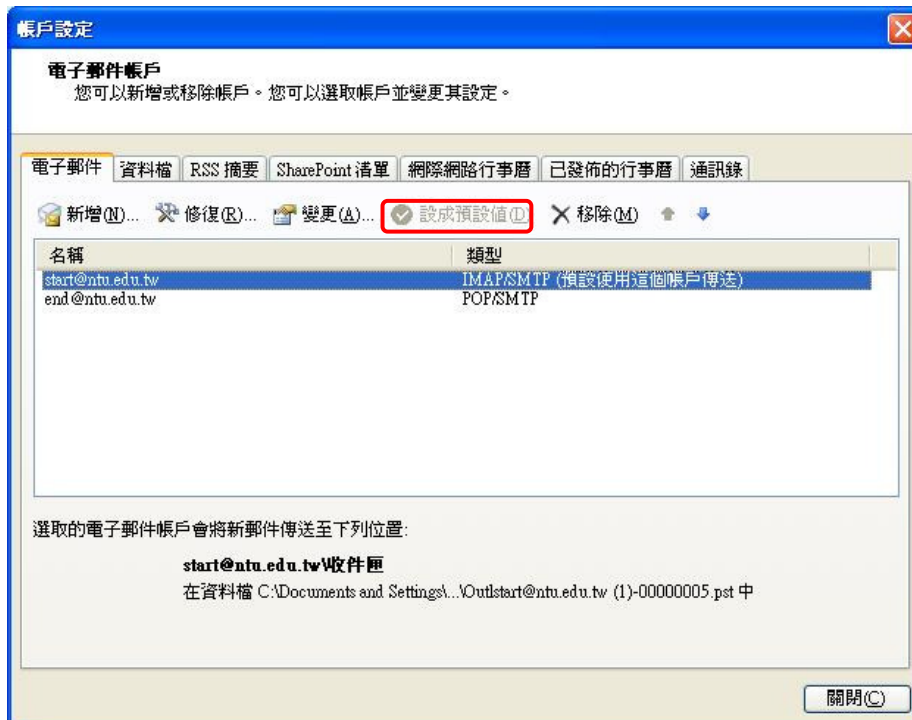 帳戶設定
電子郵件帳戶
您可以新增或移除帳戶。您可以選取帳戶並變更其設定。
電子郵件 資料檔 RSS 摘要 SharePoint 清單 網際網路行事曆 已發佈的行事曆 通訊錄
新增(N)... 修復(R)... 變更(A)... 設成預設值(D) 移除(M)
名稱 類型
start@ntu.edu.tw IMAP/SMTP (預設使用這個帳戶傳送)
end@ntu.edu.tw POP/SMTP
選取的電子郵件帳戶會將新郵件傳送至下列位置:
start@ntu.edu.tw\收件匣
在資料檔 C:\Documents and Settings\...\Outlstart@ntu.edu.tw (1)-00000005.pst 中
關閉(C)